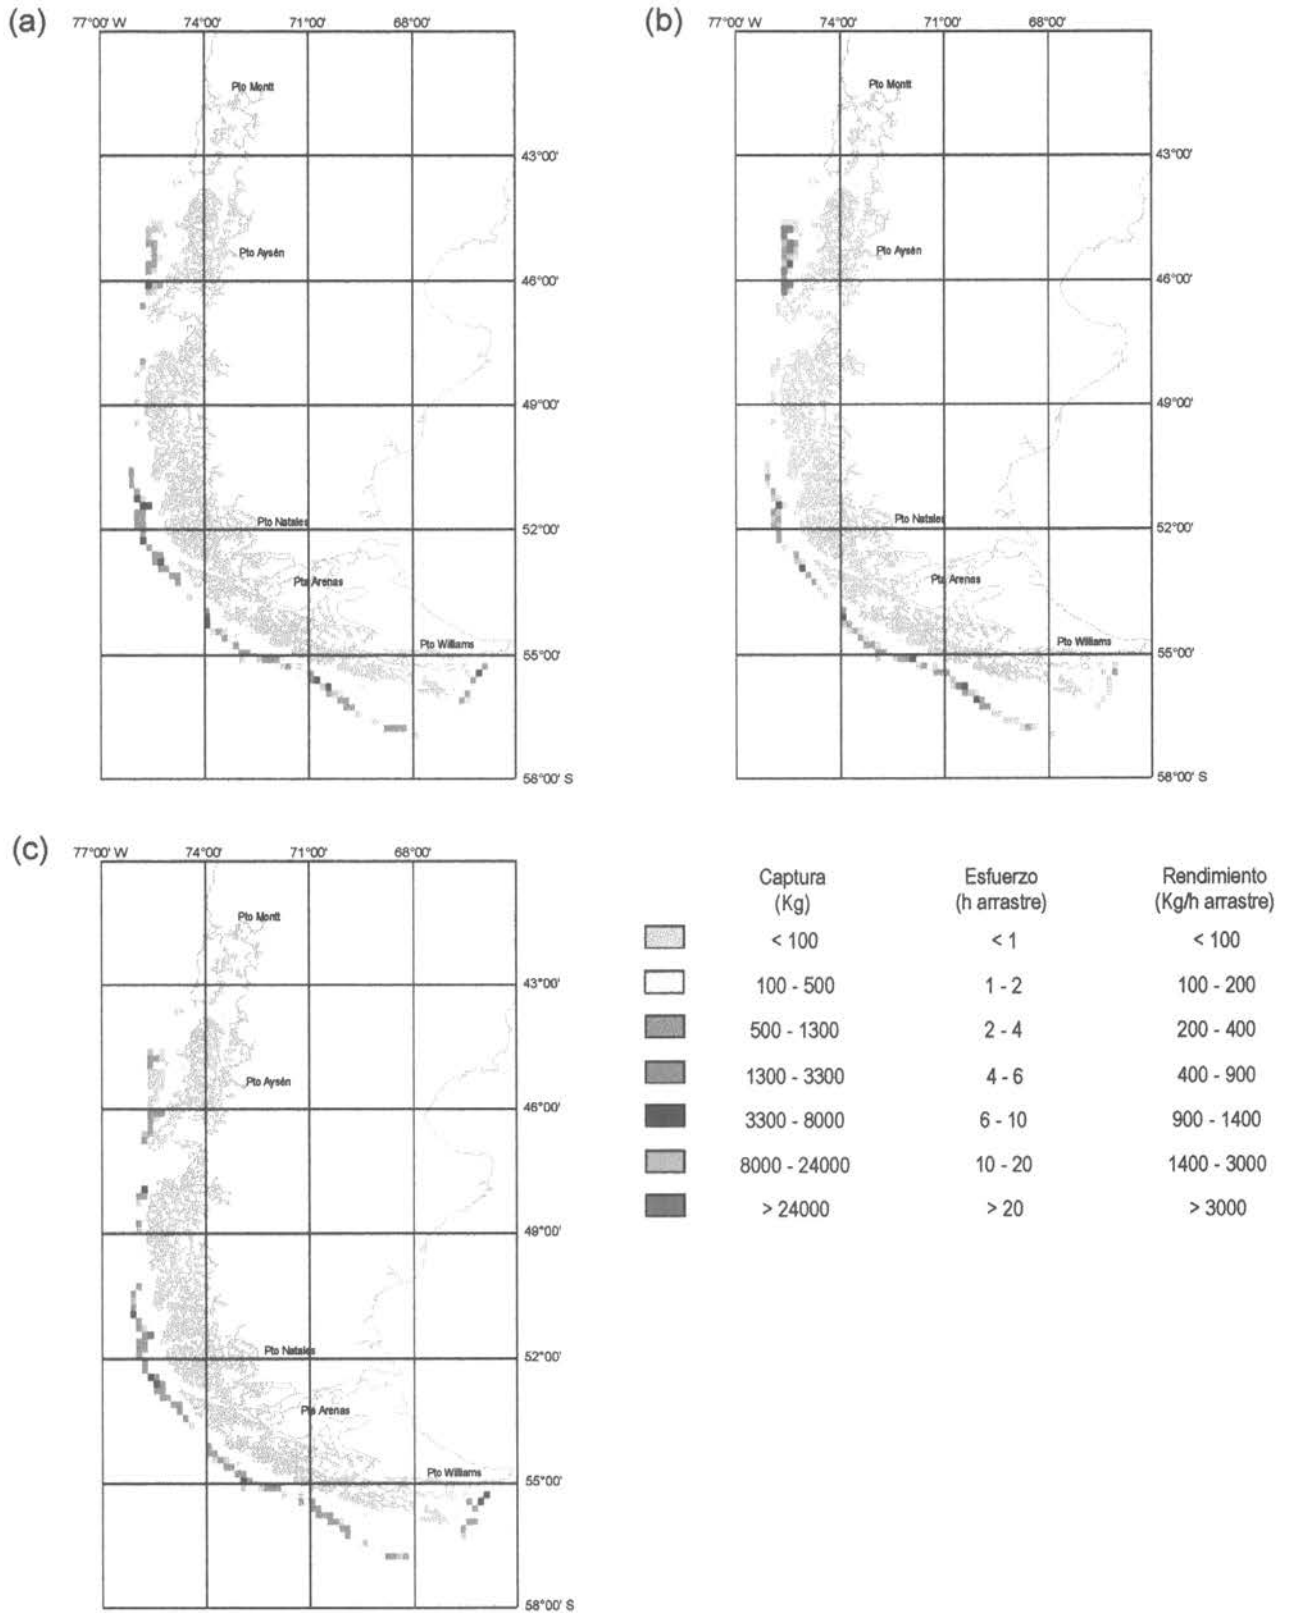 (a)
77°00' W 74°00' 71°00' 68°00'
Pto Montt
43°00'
Pto Aysén
46°00'
49°00'
Pto Natales
52°00'
Pta Arenas
Pto Williams
55°00'
58°00' S
(b)
77°00' W 74°00' 71°00' 68°00'
Pto Montt
43°00'
Pto Aysén
46°00'
49°00'
Pto Natales
52°00'
Pta Arenas
Pto Williams
55°00'
58°00' S
(c)
77°00' W 74°00' 71°00' 68°00'
Pto Montt
43°00'
Pto Aysén
46°00'
49°00'
Pto Natales
52°00'
Pta Arenas
Pto Williams
55°00'
58°00' S
Captura Esfuerzo Rendimiento
(Kg) (h arrastre) (Kg/h arrastre)
< 100 < 1 < 100
100 - 500 1 - 2 100 - 200
500 - 1300 2 - 4 200 - 400
1300 - 3300 4 - 6 400 - 900
3300 - 8000 6 - 10 900 - 1400
8000 - 24000 10 - 20 1400 - 3000
> 24000 > 20 > 3000